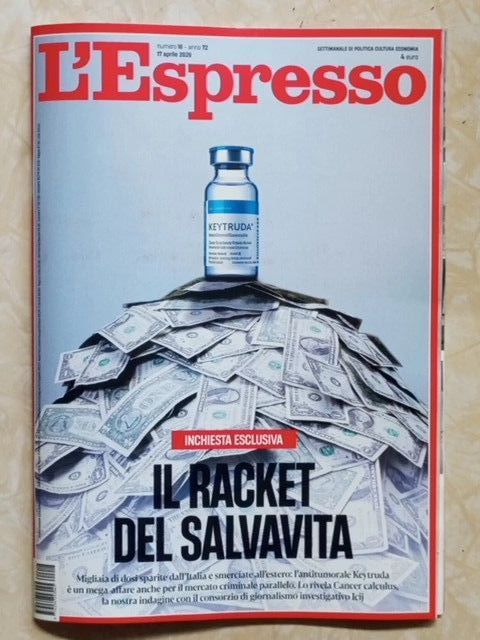 numero 16 - anno 72
17 aprile 2026
SETTIMANALE DI POLITICA CULTURA ECONOMIA
4 euro
L'Espresso
KEYTRUDA
INCHIESTA ESCLUSIVA
IL RACKET
DEL SALVAVITA
Migliaia di dosi sparite dall'Italia e smerciate all'estero: l'antitumorale Keytruda
è un mega affare anche per il mercato criminale parallelo. Lo rivela Cancer calculus,
la nostra indagine con il consorzio di giornalismo investigativo Icij